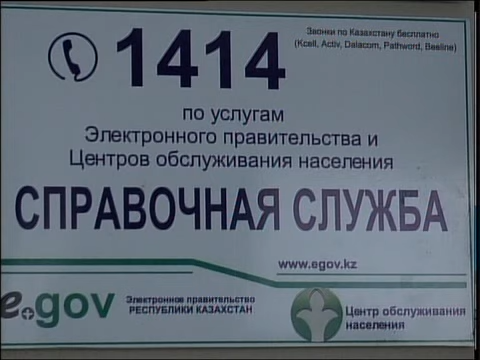 1414
Звонки по Казахстану бесплатно
(Kcell, Activ, Dalacom, Pathword, Beeline)
по услугам
Электронного правительства и
Центров обслуживания населения
СПРАВОЧНАЯ СЛУЖБА
www.egov.kz
e.gov
Электронное правительство
РЕСПУБЛИКИ КАЗАХСТАН
Центр обслуживания
населения